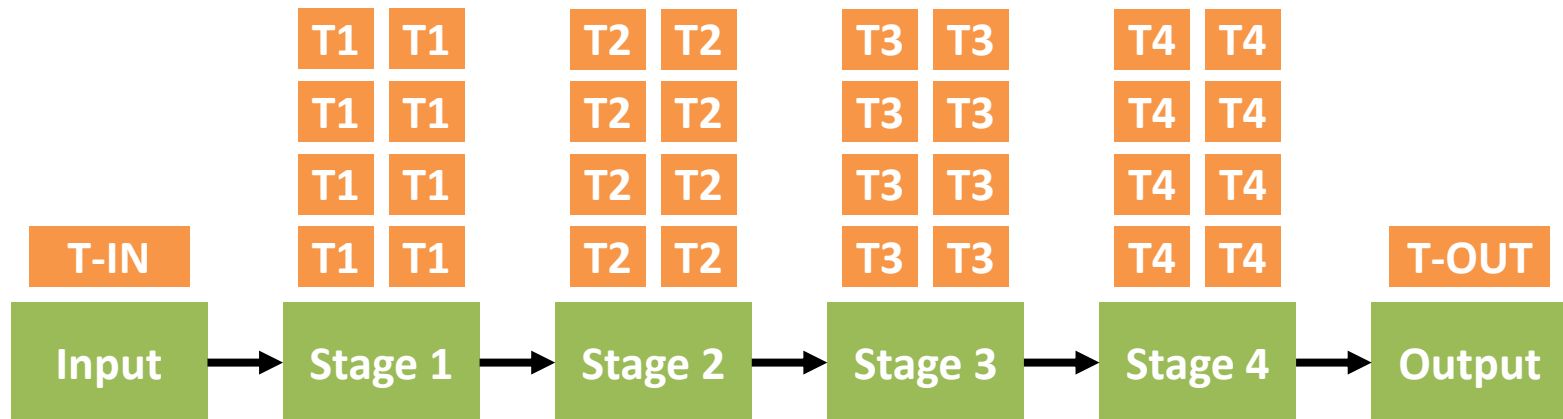 T1 T1 T2 T2 T3 T3 T4 T4
T1 T1 T2 T2 T3 T3 T4 T4
T1 T1 T2 T2 T3 T3 T4 T4
T-IN T1 T1 T2 T2 T3 T3 T4 T4 T-OUT
Input Stage 1 Stage 2 Stage 3 Stage 4 Output